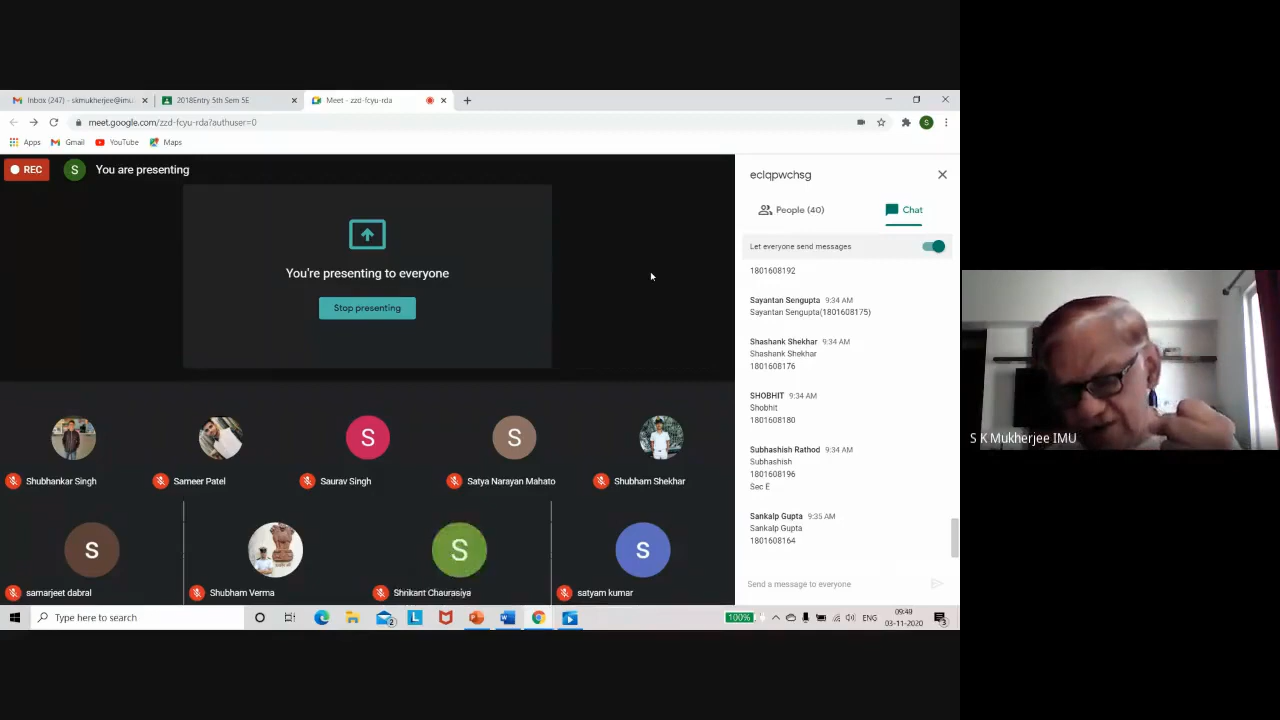 Inbox (247) - skmukherjee@imu
2018Entry 5th Sem 5E
Meet - zzd-fcyu-rda
meet.google.com/zzd-fcyu-rda?authuser=0
S
Apps
Gmail
YouTube
Maps
REC
S
You are presenting
You're presenting to everyone
Stop presenting
S
S
Shubhankar Singh
Sameer Patel
Saurav Singh
Satya Narayan Mahato
Shubham Shekhar
S
S
S
samarjeet dabral
Shubham Verma
Shrikant Chaurasiya
satyam kumar
eclqpwchsg
People (40)
Chat
Let everyone send messages
1801608192
Sayantan Sengupta 9:34 AM
Sayantan Sengupta(1801608175)
Shashank Shekhar 9:34 AM
Shashank Shekhar
1801608176
SHOBHIT 9:34 AM
Shobhit
1801608180
Subhashish Rathod 9:34 AM
Subhashish
1801608196
Sec E
Sankalp Gupta 9:35 AM
Sankalp Gupta
1801608164
Send a message to everyone
S K Mukherjee IMU
Type here to search
100%
ENG
09:49
03-11-2020